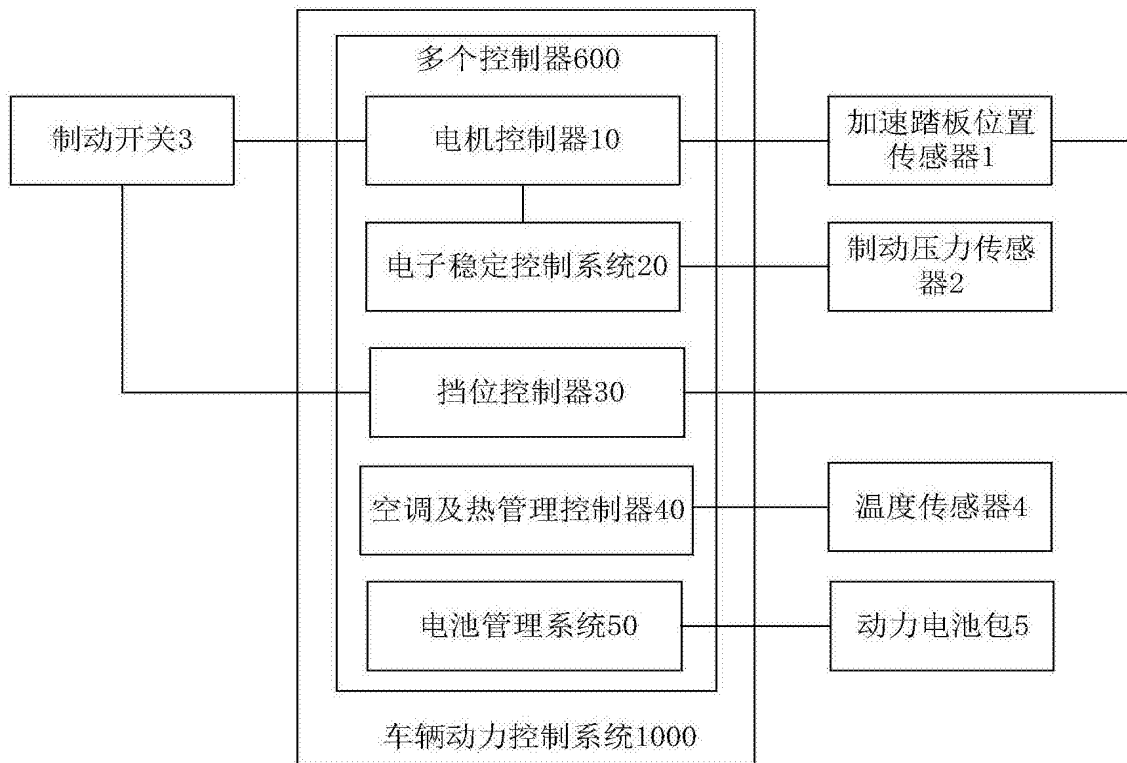 多个控制器600
制动开关3
电机控制器10
加速踏板位置
传感器1
电子稳定控制系统20
制动压力传感
器2
挡位控制器30
空调及热管理控制器40
温度传感器4
电池管理系统50
动力电池包5
车辆动力控制系统1000